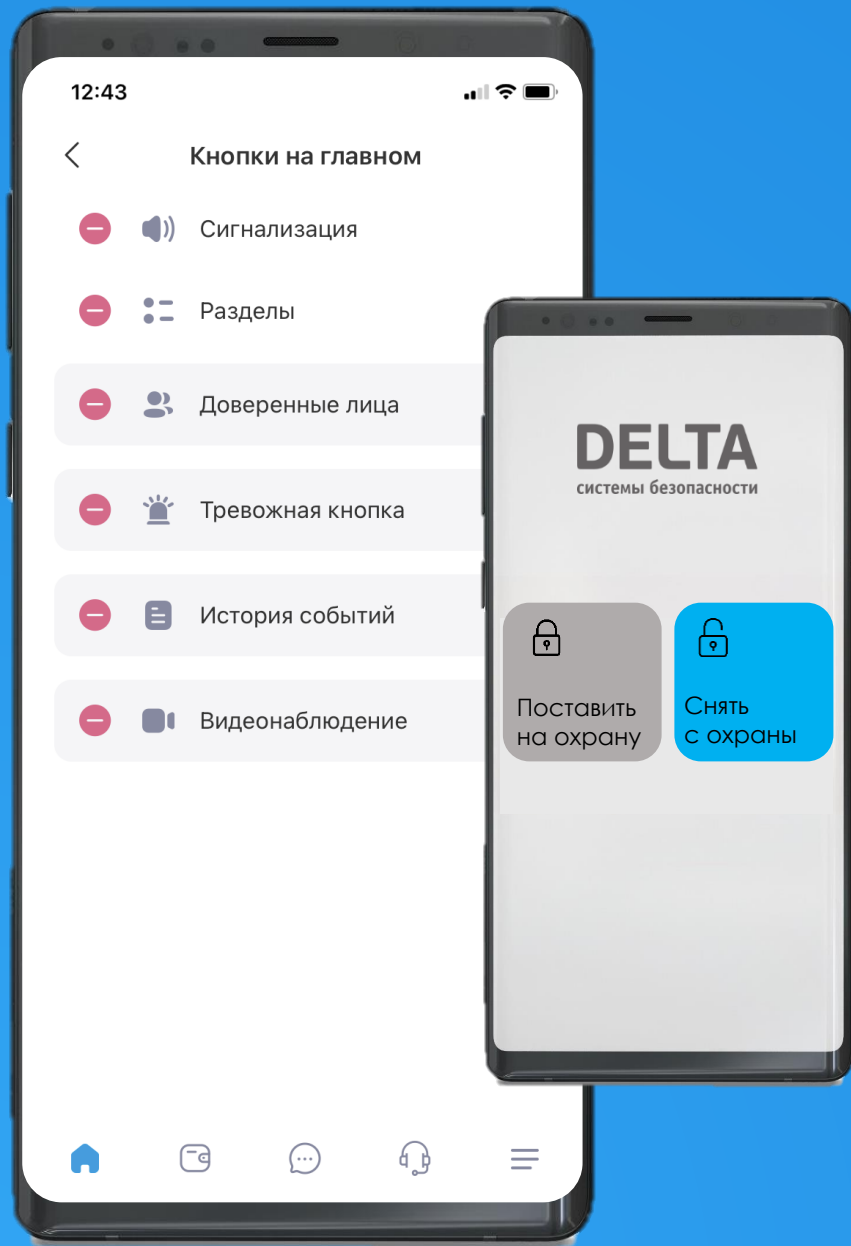 12:43
Кнопки на главном
Сигнализация
Разделы
Доверенные лица
Тревожная кнопка
История событий
Видеонаблюдение
DELTA
системы безопасности
Поставить
на охрану
Снять
с охраны